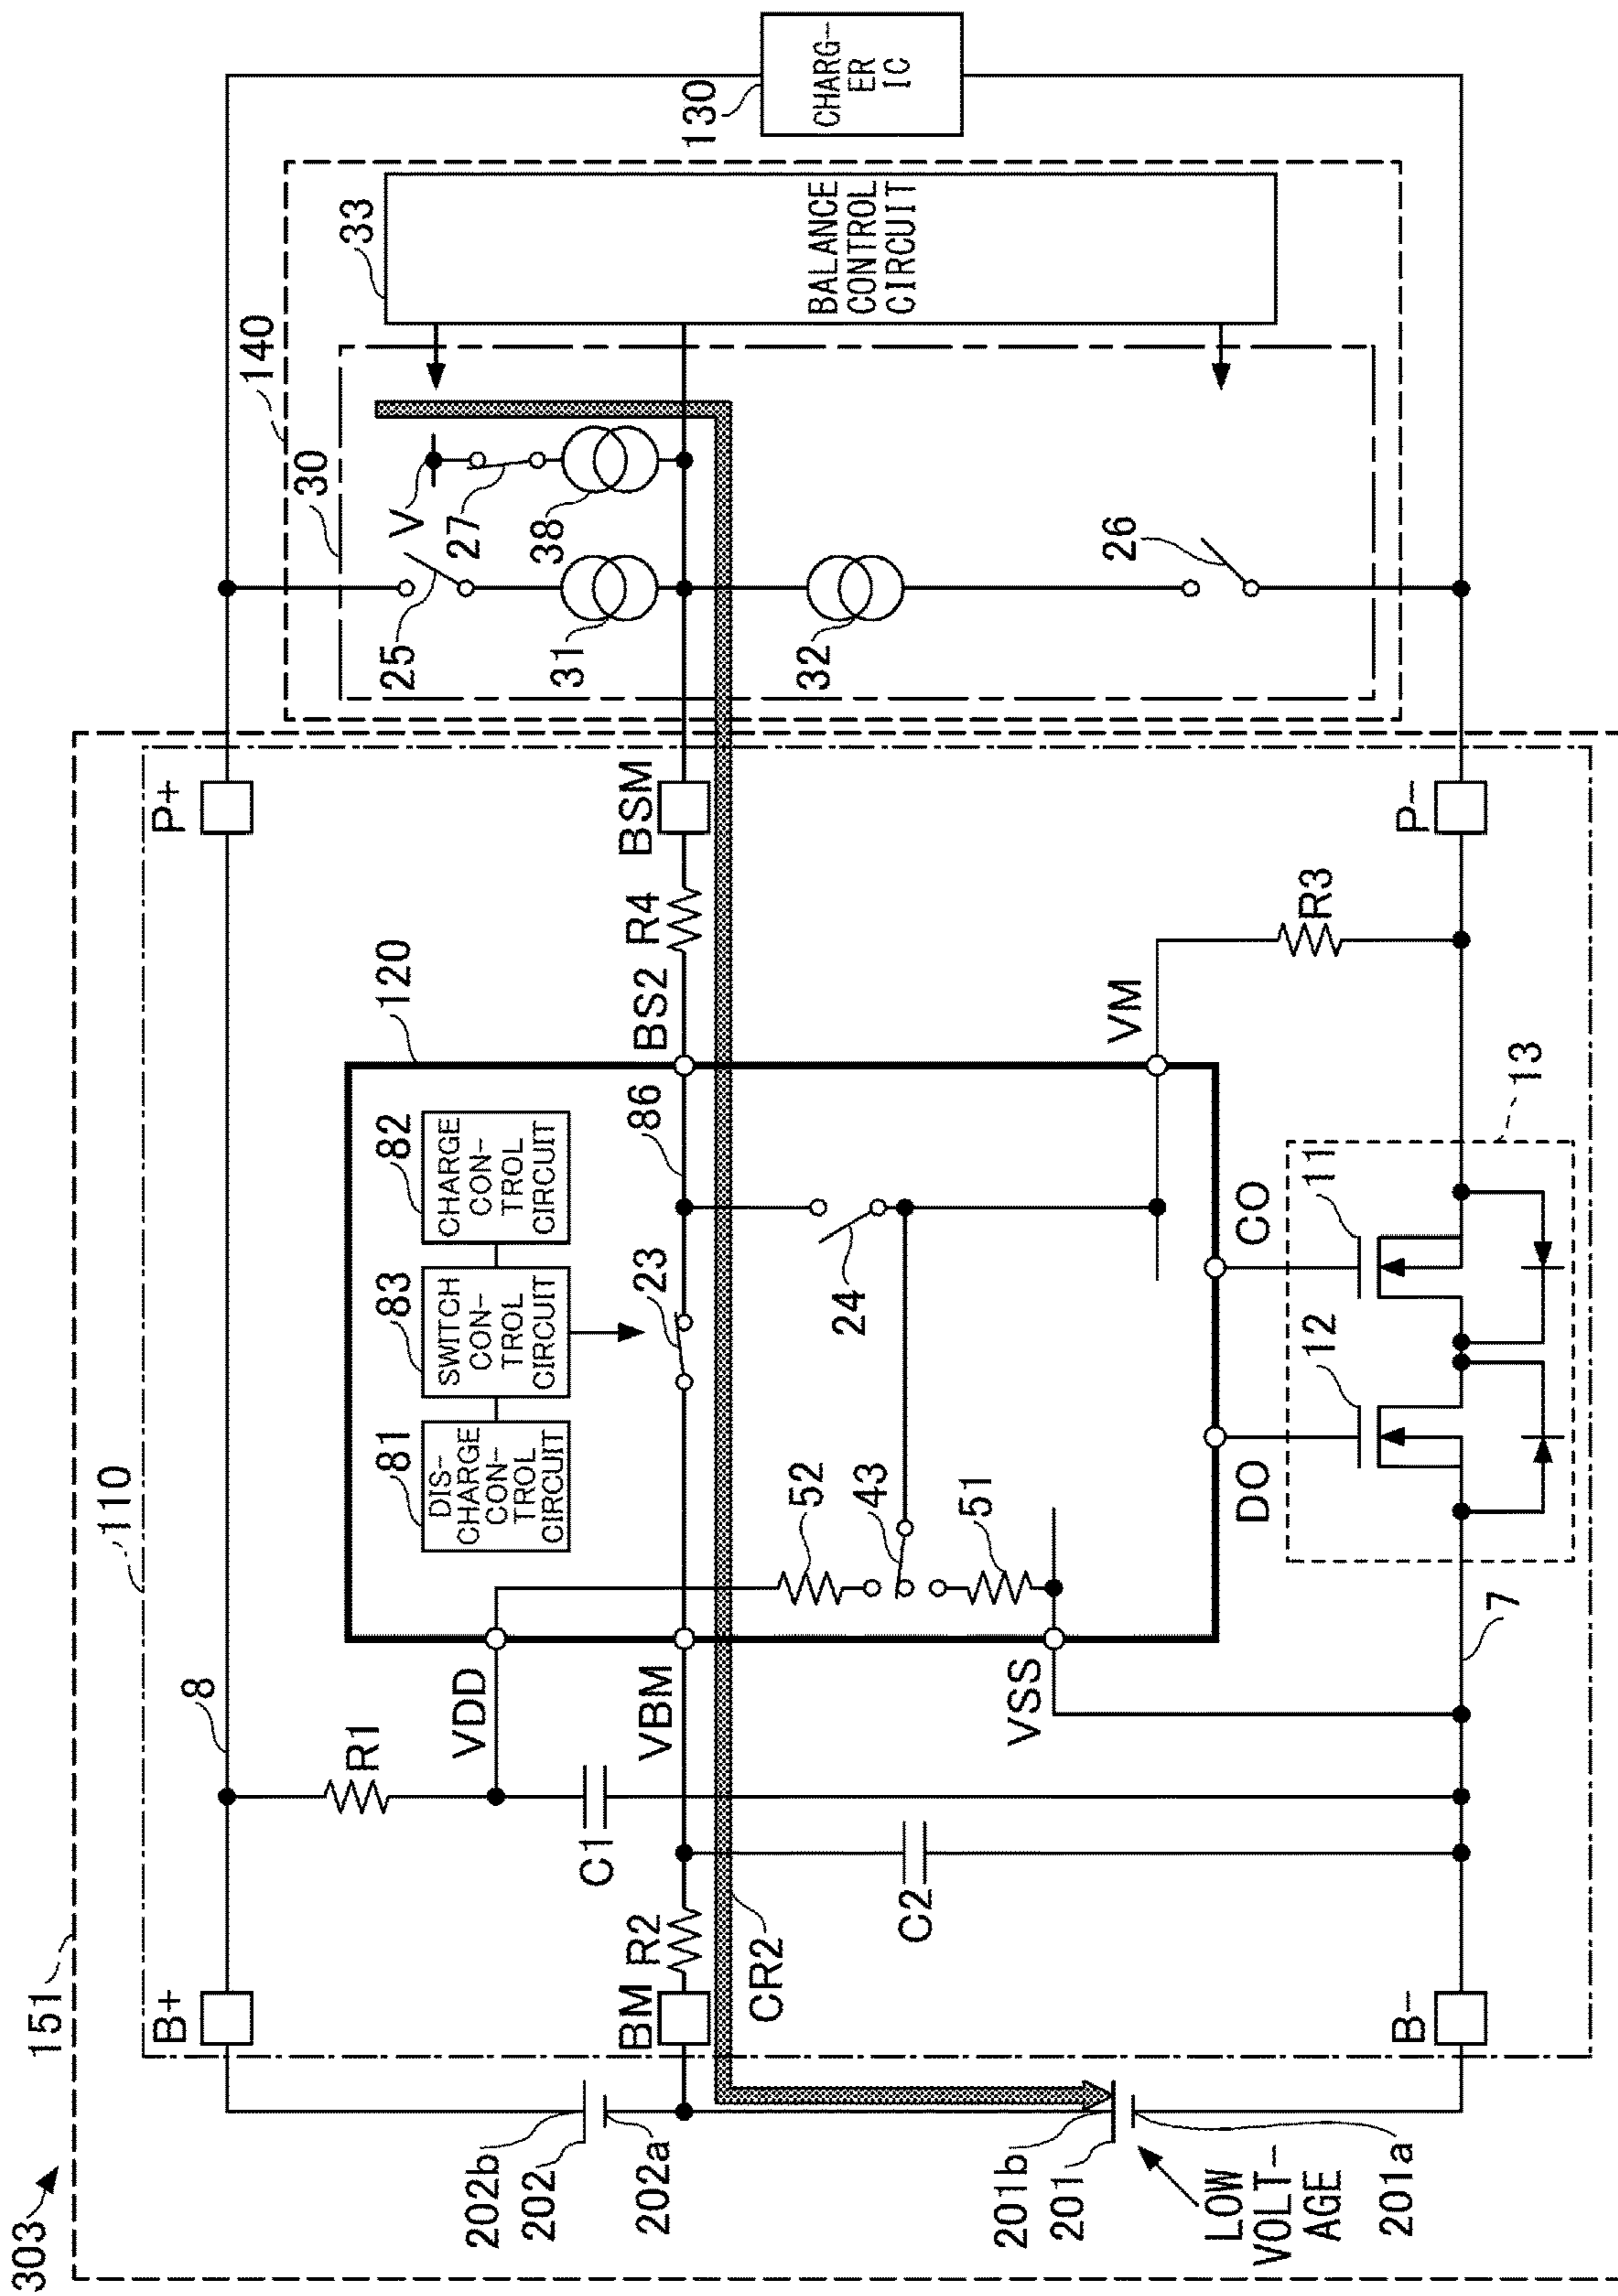 303
151
110
8
B+
R1
P+
140
30
33
130
CHARG-
ER
IC
V
27
25
38
31
BALANCE
CONTROL
CIRCUIT
202b
202
202a
BM
R2
C1
VDD
VBM
81
DIS-
CHARGE
CON-
TROL
CIRCUIT
83
SWITCH
CON-
TROL
CIRCUIT
82
CHARGE
CON-
TROL
CIRCUIT
120
23
86
BS2
R4
BSM
CR2
C2
52
43
51
24
32
26
VSS
VM
R3
201b
201
LOW
VOLT-
AGE
201a
B-
7
DO
CO
12
11
13
P-